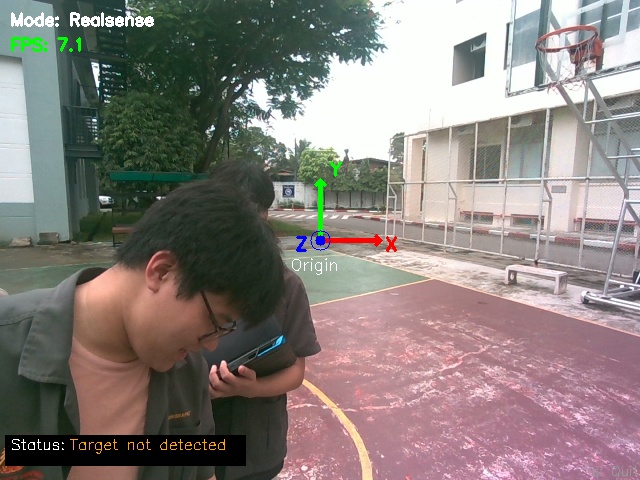 Mode: Realsense
FPS: 7.1
Y
Z
X
Origin
Status: Target not detected